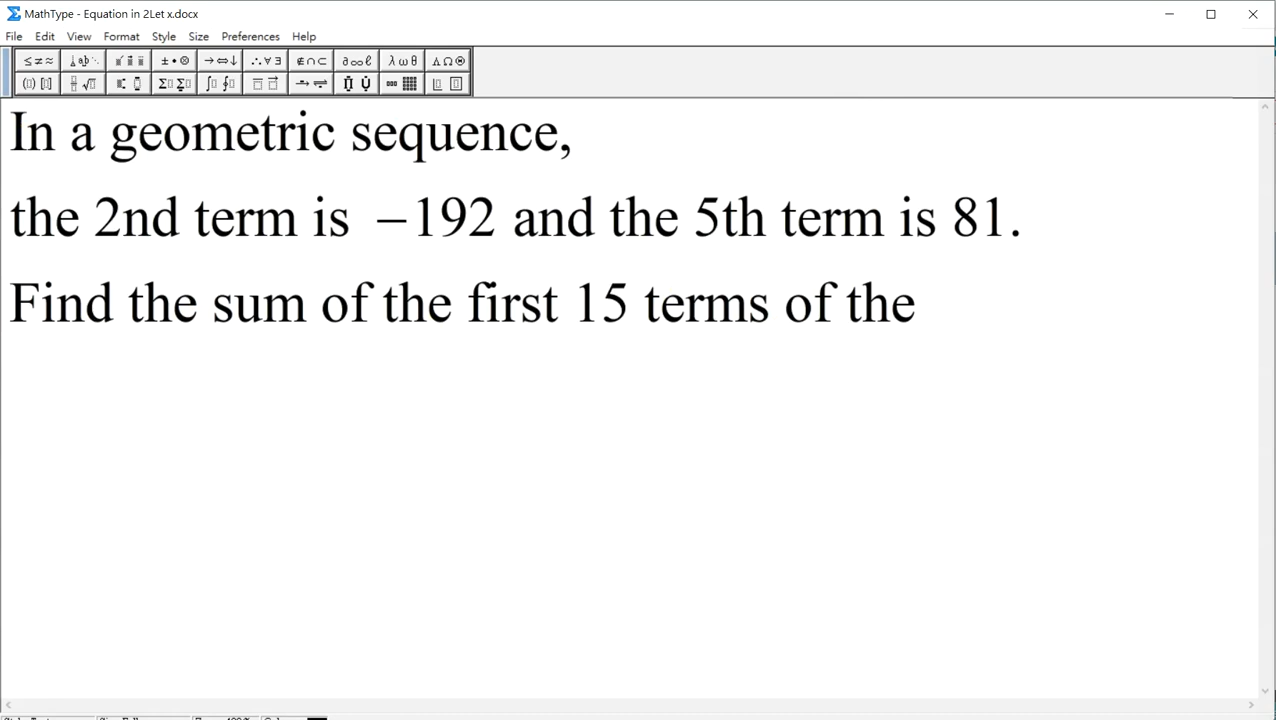 MathType - Equation in 2Let x.docx
File Edit View Format Style Size Preferences Help
In a geometric sequence,
the 2nd term is −192 and the 5th term is 81.
Find the sum of the first 15 terms of the